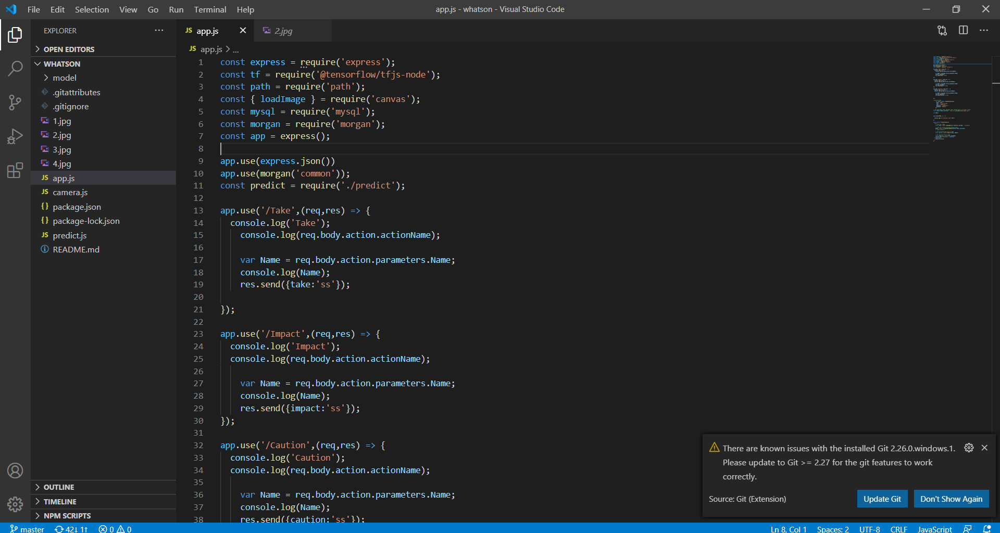 File Edit Selection View Go Run Terminal Help
app.js - whatson - Visual Studio Code
EXPLORER
OPEN EDITORS
WHATSON
model
.gitattributes
.gitignore
1.jpg
2.jpg
3.jpg
4.jpg
JS app.js
JS camera.js
{} package.json
{} package-lock.json
JS predict.js
README.md
OUTLINE
TIMELINE
NPM SCRIPTS
JS app.js
2.jpg
JS app.js > ...
1 const express = require('express');
2 const tf = require('@tensorflow/tfjs-node');
3 const path = require('path');
4 const { loadImage } = require('canvas');
5 const mysql = require('mysql');
6 const morgan = require('morgan');
7 const app = express();
8
9 app.use(express.json())
10 app.use(morgan('common'));
11 const predict = require('./predict');
12
13 app.use('/Take',(req,res) => {
14 console.log('Take');
15 console.log(req.body.action.actionName);
16
17 var Name = req.body.action.parameters.Name;
18 console.log(Name);
19 res.send({take:'ss'});
20
21 });
22
23 app.use('/Impact',(req,res) => {
24 console.log('Impact');
25 console.log(req.body.action.actionName);
26
27 var Name = req.body.action.parameters.Name;
28 console.log(Name);
29 res.send({impact:'ss'});
30 });
31
32 app.use('/Caution',(req,res) => {
33 console.log('Caution');
34 console.log(req.body.action.actionName);
35
36 var Name = req.body.action.parameters.Name;
37 console.log(Name);
38 res.send({caution:'ss'});
There are known issues with the installed Git 2.26.0.windows.1.
Please update to Git >= 2.27 for the git features to work
correctly.
Source: Git (Extension)
Update Git
Don't Show Again
master 42↓ 1↑ 0 0
Ln 8, Col 1 Spaces: 2 UTF-8 CRLF JavaScript